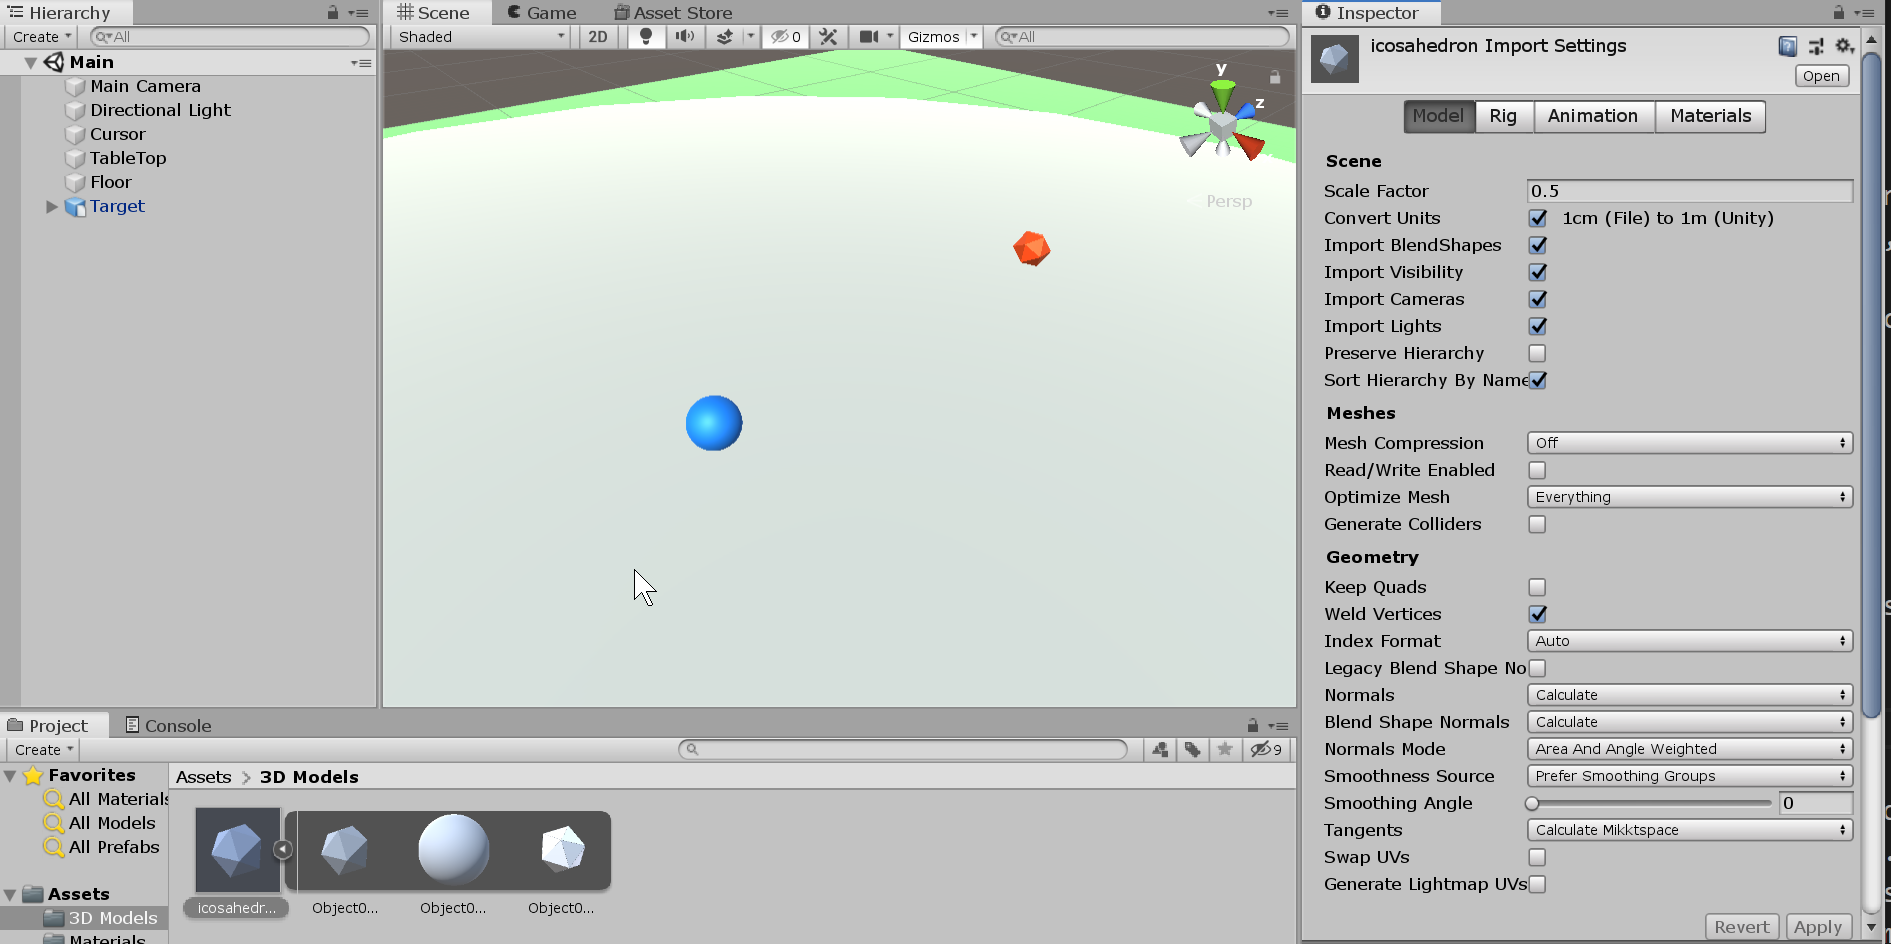 Hierarchy
Create
All
Main
Main Camera
Directional Light
Cursor
TableTop
Floor
Target
Scene
Game
Asset Store
Shaded
2D
0
Gizmos
All
y
z
Persp
Inspector
icosahedron Import Settings
Open
Model
Rig
Animation
Materials
Scene
Scale Factor 0.5
Convert Units 1cm (File) to 1m (Unity)
Import BlendShapes
Import Visibility
Import Cameras
Import Lights
Preserve Hierarchy
Sort Hierarchy By Name
Meshes
Mesh Compression Off
Read/Write Enabled
Optimize Mesh Everything
Generate Colliders
Geometry
Keep Quads
Weld Vertices
Index Format Auto
Legacy Blend Shape No
Normals Calculate
Blend Shape Normals Calculate
Normals Mode Area And Angle Weighted
Smoothness Source Prefer Smoothing Groups
Smoothing Angle 0
Tangents Calculate Mikktspace
Swap UVs
Generate Lightmap UVs
Revert
Apply
Project
Console
Create
9
Favorites
All Materials
All Models
All Prefabs
Assets
3D Models
Materials
Assets > 3D Models
icosahedr...
Object0...
Object0...
Object0...